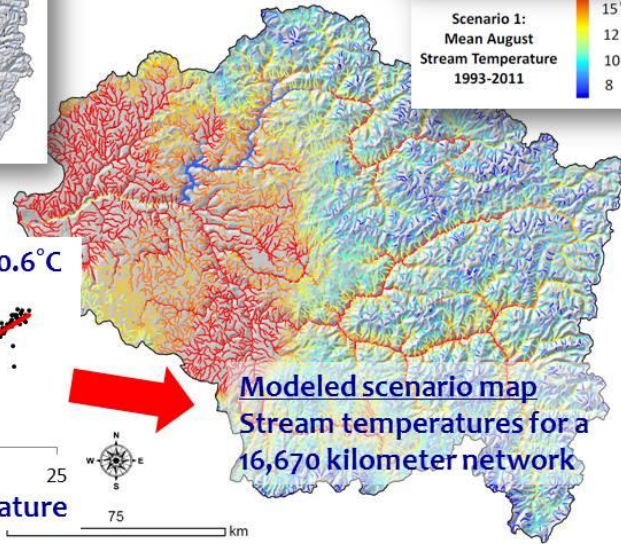 Scenario 1:
Mean August
Stream Temperature
1993-2011
15
12
10
8
0.6°C
Modeled scenario map
Stream temperatures for a
16,670 kilometer network
N
W E
S
25
75
km